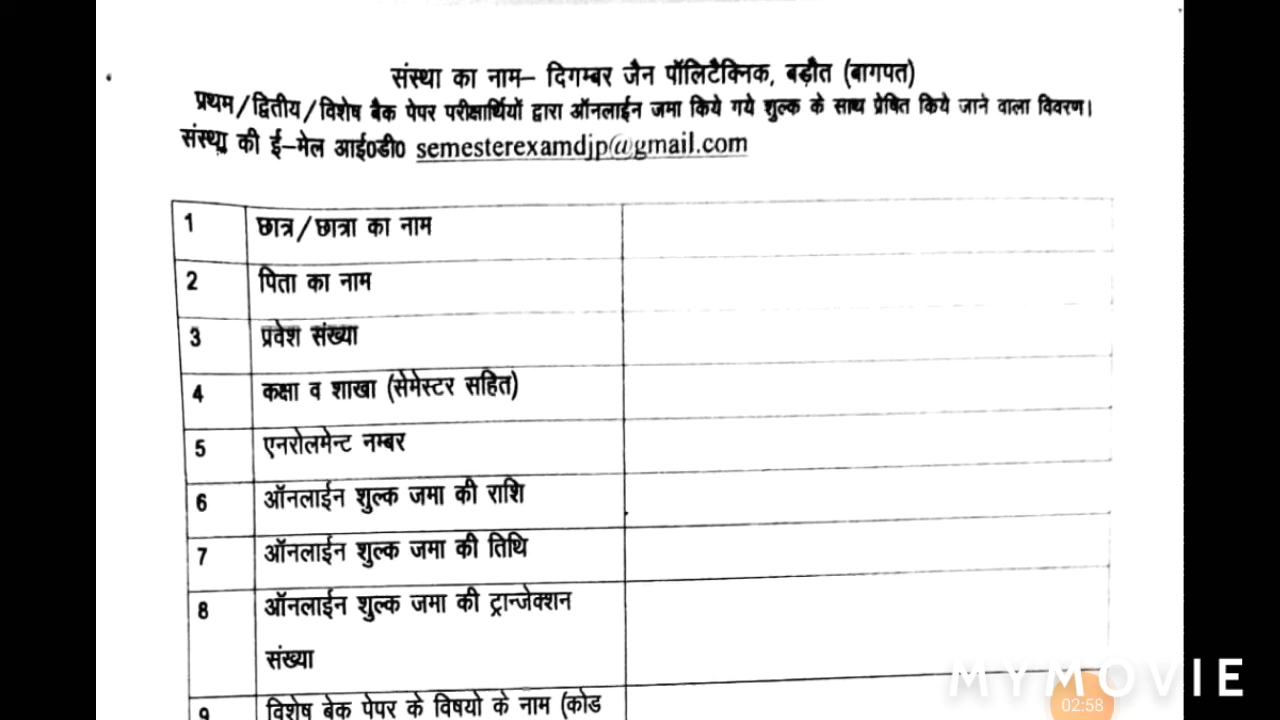 संस्था का नाम– दिगम्बर जैन पॉलिटैक्निक, बड़ौत (बागपत)
प्रथम/द्वितीय/विशेष बैक पेपर परीक्षार्थियों द्वारा ऑनलाईन जमा किये गये शुल्क के साथ प्रेषित किये जाने वाला विवरण।
संस्था की ई–मेल आई0डी0 semesterexamdjp@gmail.com
1 छात्र/छात्रा का नाम
2 पिता का नाम
3 प्रवेश संख्या
4 कक्षा व शाखा (सेमेस्टर सहित)
5 एनरोलमेन्ट नम्बर
6 ऑनलाईन शुल्क जमा की राशि
7 ऑनलाईन शुल्क जमा की तिथि
8 ऑनलाईन शुल्क जमा की ट्रान्जेक्शन
संख्या
9 विशेष बेक पेपर के विषयो के नाम (कोड
MYMOVIE
02:58